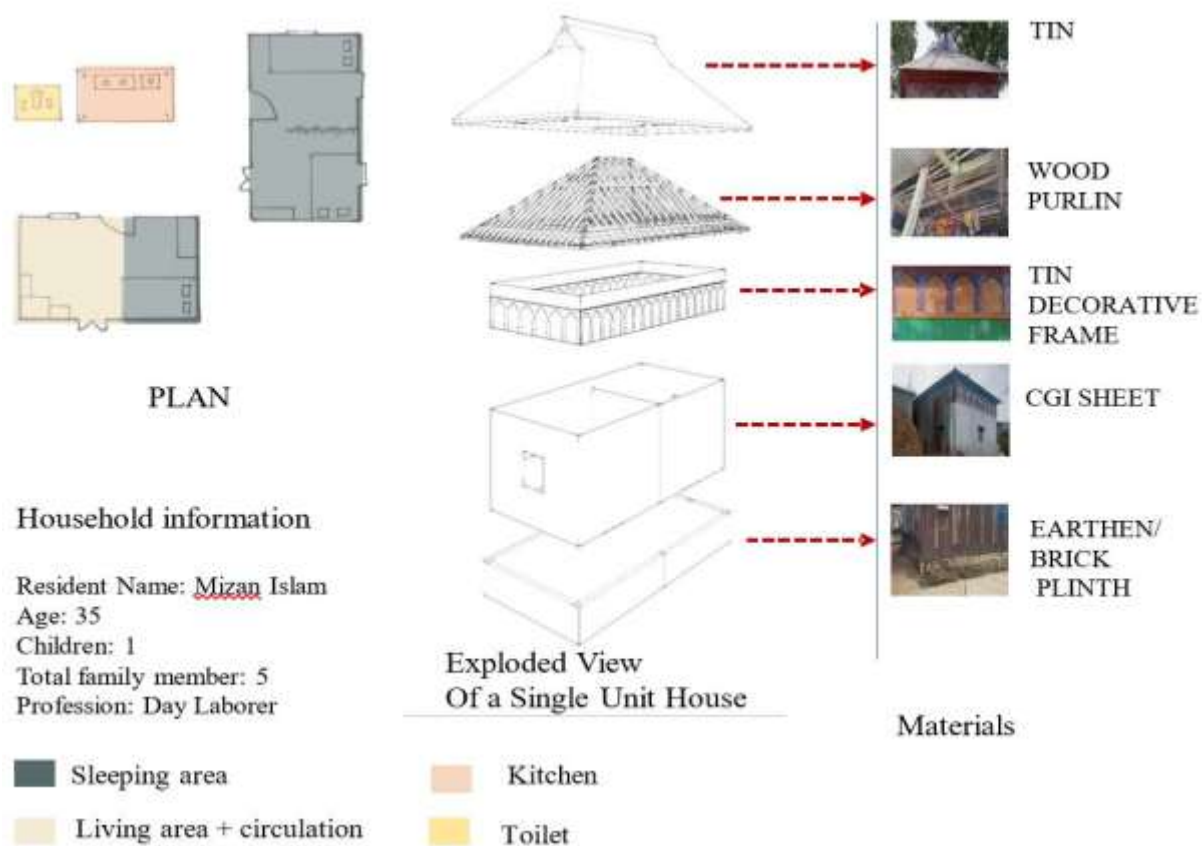 PLAN
Household information
Resident Name: Mizan Islam
Age: 35
Children: 1
Total family member: 5
Profession: Day Laborer
Sleeping area
Living area + circulation
Kitchen
Toilet
Exploded View
Of a Single Unit House
TIN
WOOD
PURLIN
TIN
DECORATIVE
FRAME
CGI SHEET
EARTHEN/
BRICK
PLINTH
Materials